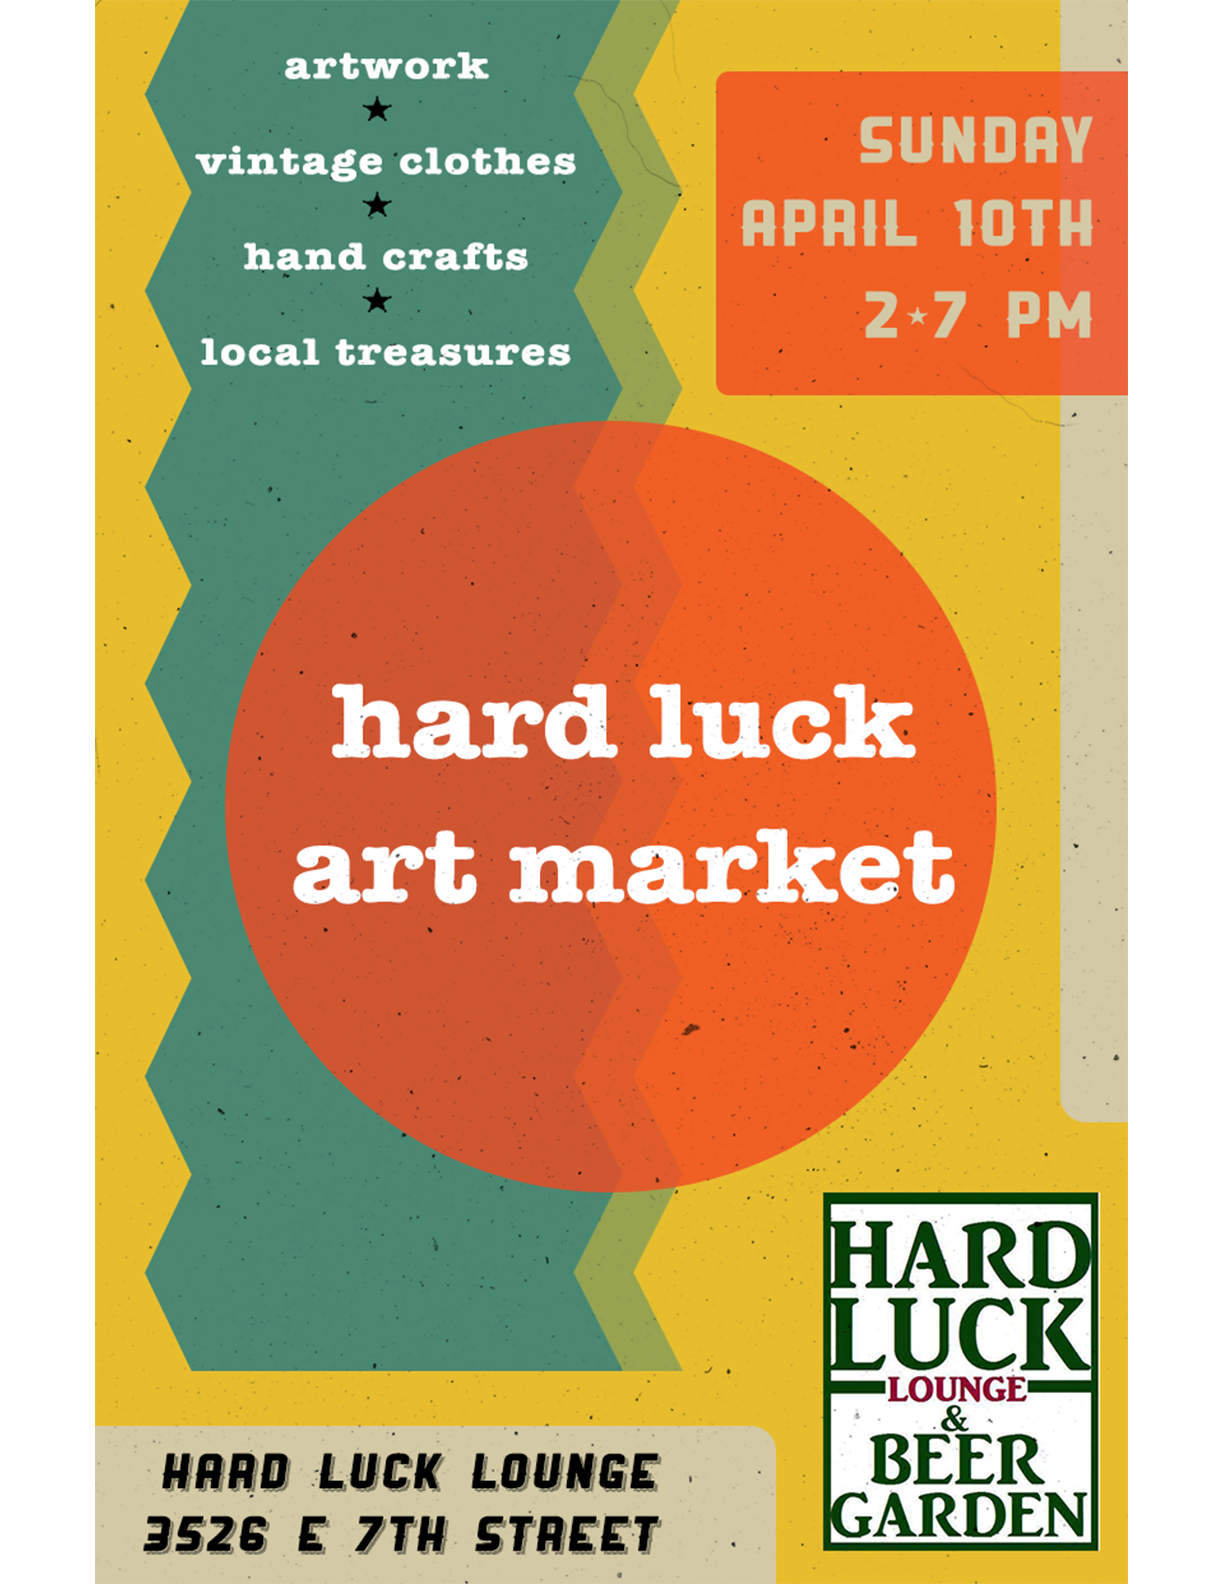 artwork
★
vintage clothes
★
hand crafts
★
local treasures
SUNDAY
APRIL 10TH
2★7 PM
hard luck
art market
HARD
LUCK
LOUNGE
&
BEER
GARDEN
HARD LUCK LOUNGE
3526 E 7TH STREET